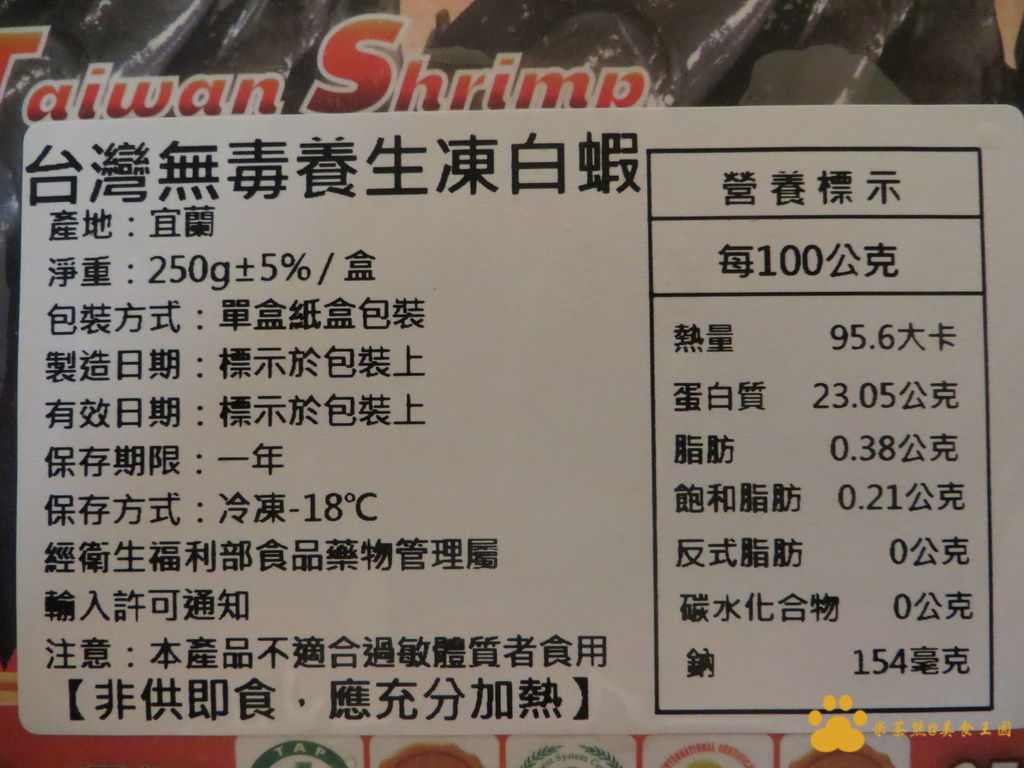 Taiwan Shrimp
台灣無毒養生凍白蝦
產地：宜蘭
淨重：250g±5% / 盒
包裝方式：單盒紙盒包裝
製造日期：標示於包裝上
有效日期：標示於包裝上
保存期限：一年
保存方式：冷凍-18℃
經衛生福利部食品藥物管理屬
輸入許可通知
注意：本產品不適合過敏體質者食用
【非供即食，應充分加熱】
營養標示
每100公克
熱量 95.6大卡
蛋白質 23.05公克
脂肪 0.38公克
飽和脂肪 0.21公克
反式脂肪 0公克
碳水化合物 0公克
鈉 154毫克
米茶熊@美食王國
TAP